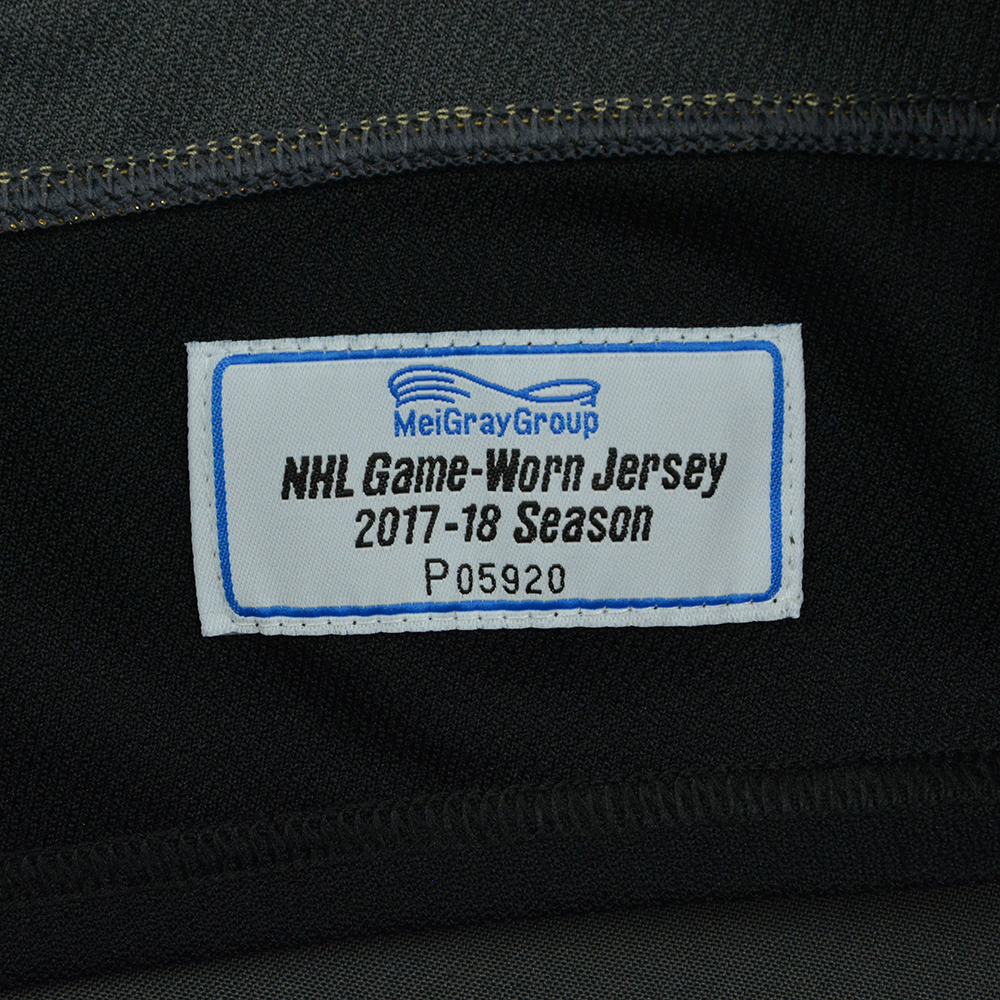 MeiGrayGroup
NHL Game-Worn Jersey
2017-18 Season
P05920